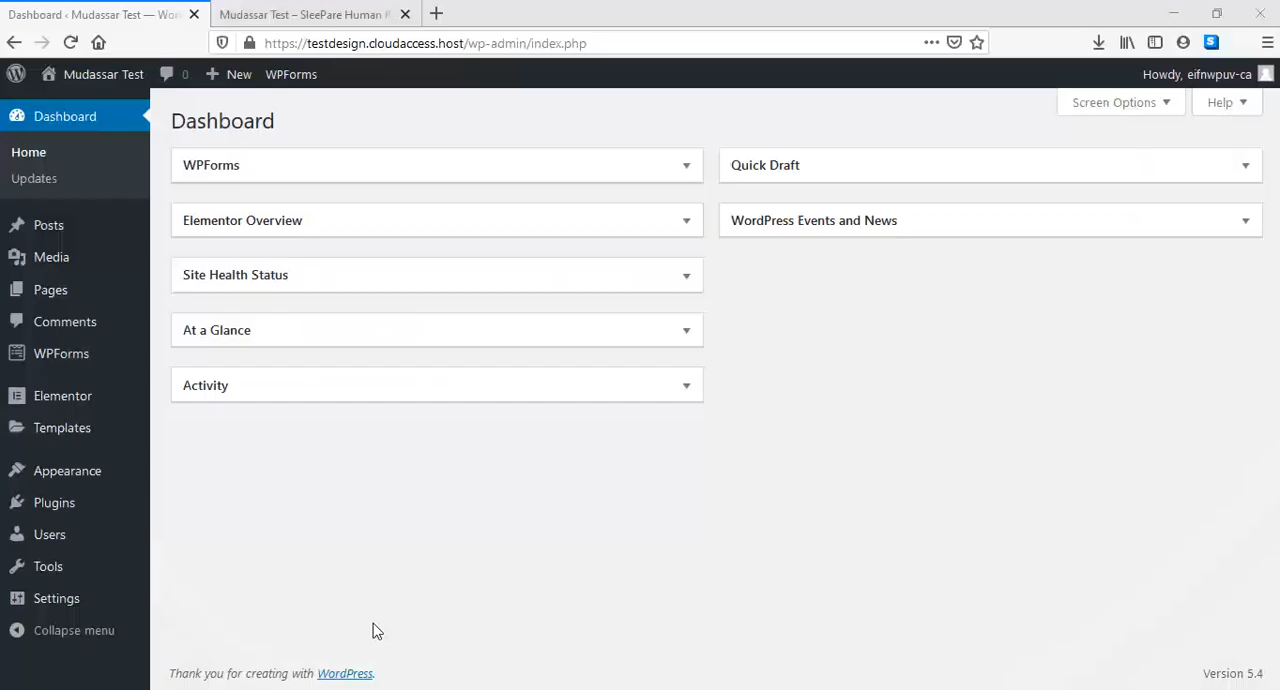 Dashboard ‹ Mudassar Test — Wor
Mudassar Test – SleePare Human R
https://testdesign.cloudaccess.host/wp-admin/index.php
Mudassar Test
0
New
WPForms
Howdy, eifnwpuv-ca
Dashboard
Home
Updates
Posts
Media
Pages
Comments
WPForms
Elementor
Templates
Appearance
Plugins
Users
Tools
Settings
Collapse menu
Screen Options
Help
Dashboard
WPForms
Elementor Overview
Site Health Status
At a Glance
Activity
Quick Draft
WordPress Events and News
Thank you for creating with WordPress.
Version 5.4